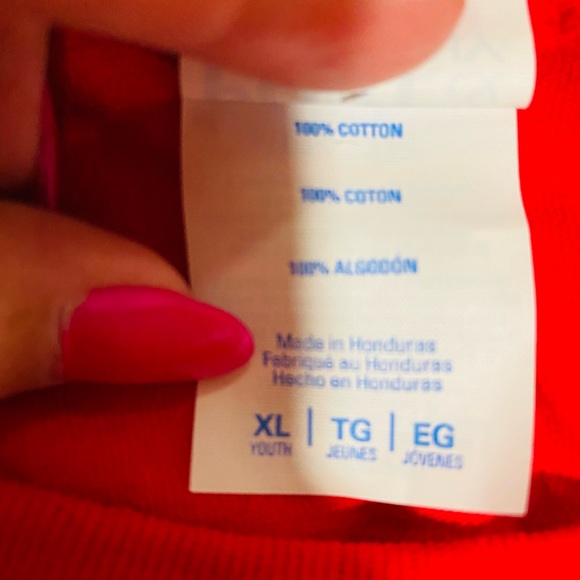 100% COTTON
100% COTON
100% ALGODÓN
Made in Honduras
Fabriqué au Honduras
Hecho en Honduras
XL | TG | EG
YOUTH JEUNES JÓVENES